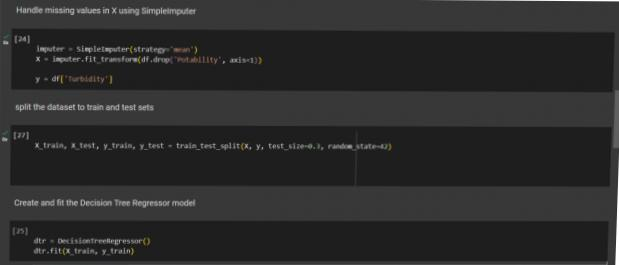 Handle missing values in X using SimpleImputer
[24]
imputer = SimpleImputer(strategy='mean')
X = imputer.fit_transform(df.drop('Potability', axis=1))
y = df['Turbidity']
split the dataset to train and test sets
[27]
X_train, X_test, y_train, y_test = train_test_split(X, y, test_size=0.3, random_state=42)
Create and fit the Decision Tree Regressor model
[25]
dtr = DecisionTreeRegressor()
dtr.fit(X_train, y_train)